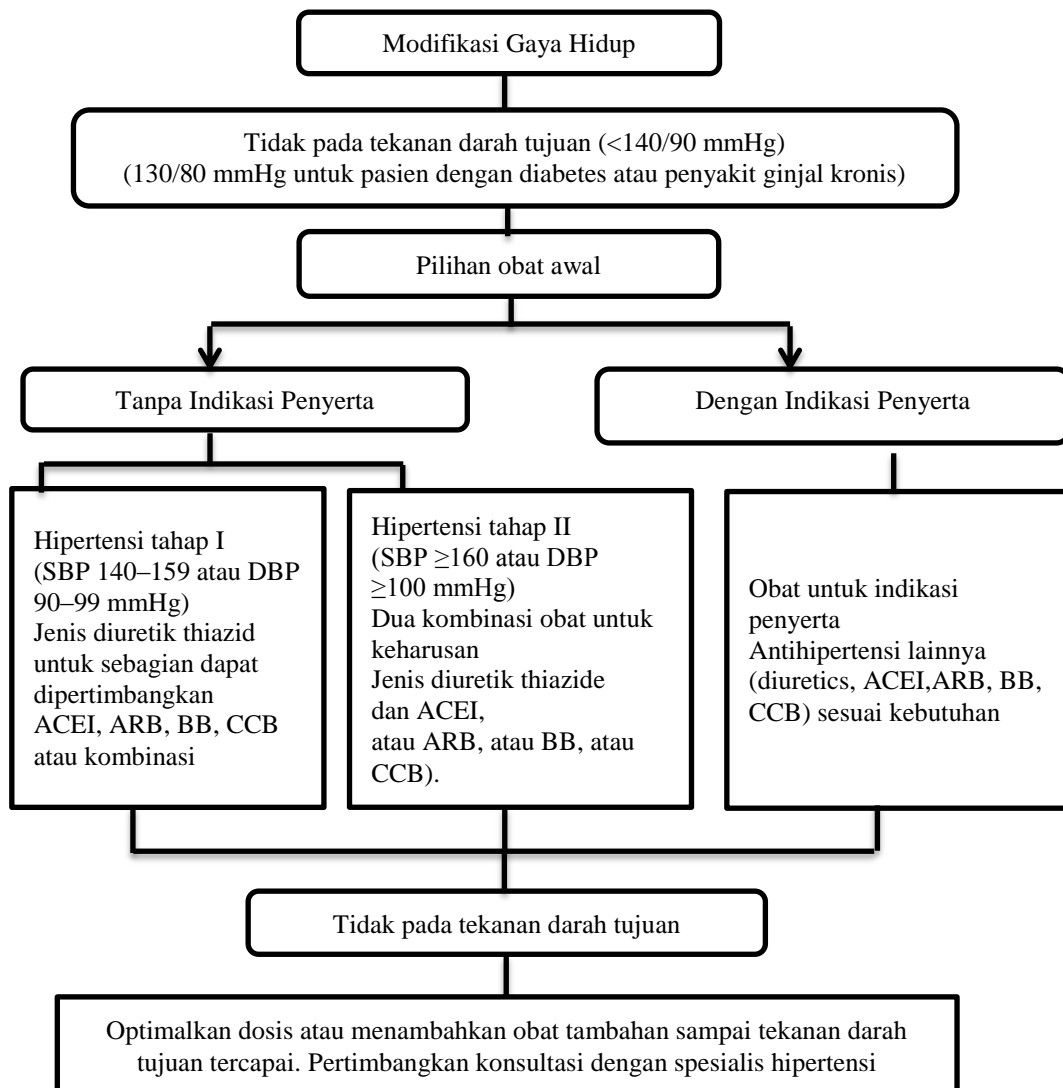 Modifikasi Gaya Hidup
Tidak pada tekanan darah tujuan (<140/90 mmHg)
(130/80 mmHg untuk pasien dengan diabetes atau penyakit ginjal kronis)
Pilihan obat awal
Tanpa Indikasi Penyerta
Dengan Indikasi Penyerta
Hipertensi tahap I
(SBP 140–159 atau DBP
90–99 mmHg)
Jenis diuretik thiazid
untuk sebagian dapat
dipertimbangkan
ACEI, ARB, BB, CCB
atau kombinasi
Hipertensi tahap II
(SBP ≥160 atau DBP
≥100 mmHg)
Dua kombinasi obat untuk
keharusan
Jenis diuretik thiazide
dan ACEI,
atau ARB, atau BB, atau
CCB).
Obat untuk indikasi
penyerta
Antihipertensi lainnya
(diuretics, ACEI,ARB, BB,
CCB) sesuai kebutuhan
Tidak pada tekanan darah tujuan
Optimalkan dosis atau menambahkan obat tambahan sampai tekanan darah
tujuan tercapai. Pertimbangkan konsultasi dengan spesialis hipertensi